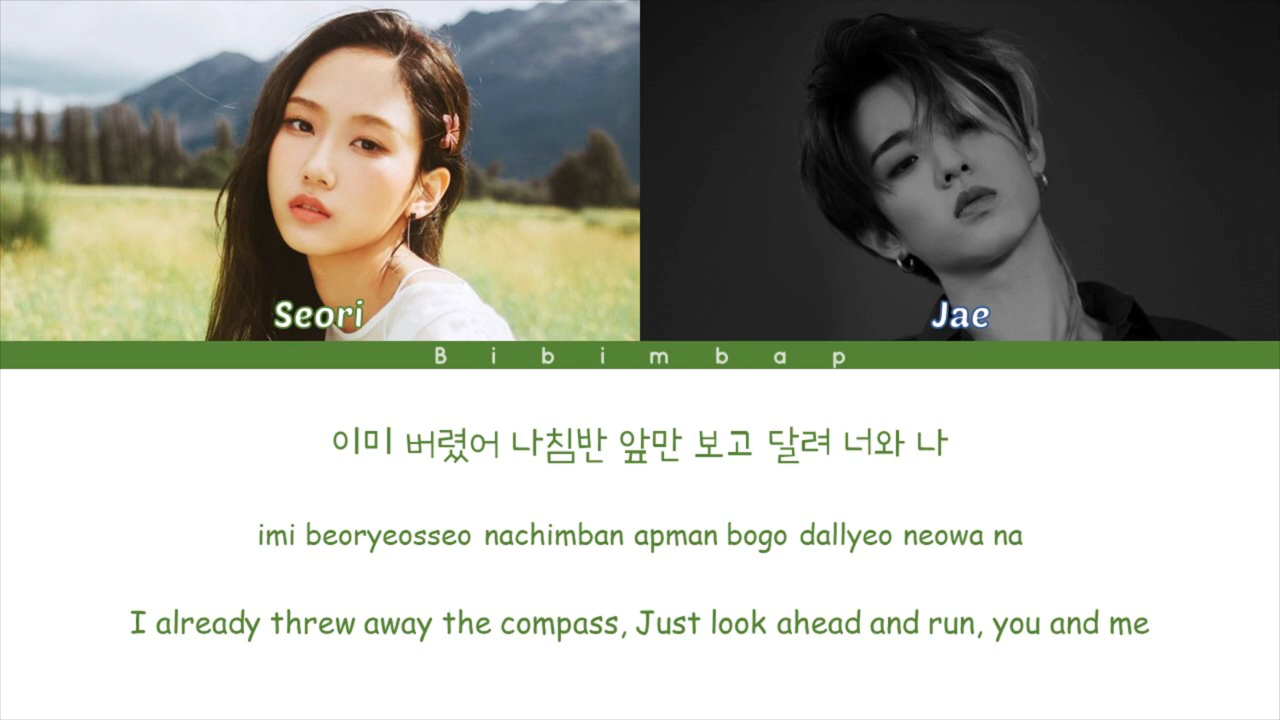 Seori
Jae
Bibimbap
이미 버렸어 나침반 앞만 보고 달려 너와 나
imi beoryeosseo nachimban apman bogo dallyeo neowa na
I already threw away the compass, Just look ahead and run, you and me